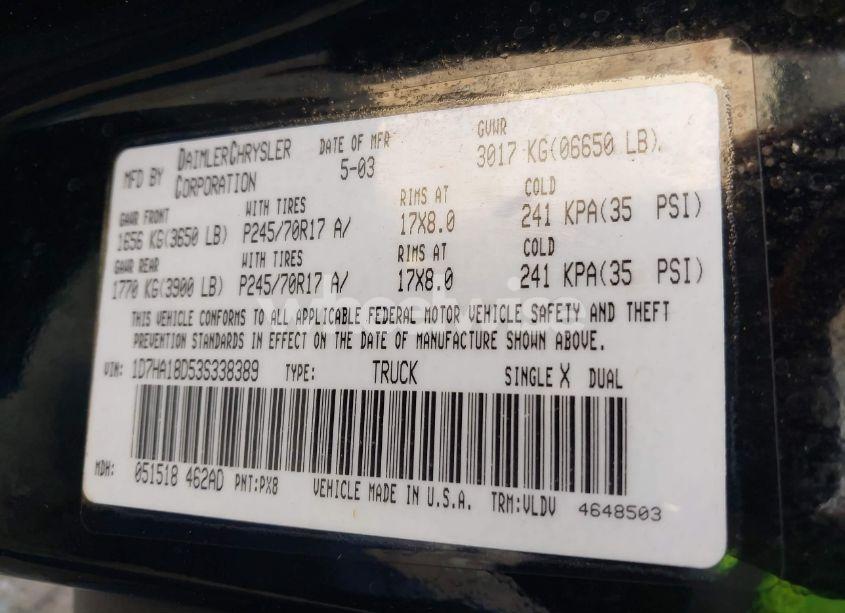 MFD BY DAIMLERCHRYSLER CORPORATION DATE OF MFR 5-03 GVWR 3017 KG(06650 LB).
GAWR FRONT WITH TIRES RIMS AT COLD
1656 KG(3650 LB) P245/70R17 A/ 17X8.0 241 KPA(35 PSI)
GAWR REAR WITH TIRES RIMS AT COLD
1770 KG(3900 LB) P245/70R17 A/ 17X8.0 241 KPA(35 PSI)
THIS VEHICLE CONFORMS TO ALL APPLICABLE FEDERAL MOTOR VEHICLE SAFETY AND THEFT
PREVENTION STANDARDS IN EFFECT ON THE DATE OF MANUFACTURE SHOWN ABOVE.
VIN: 1D7HA18D53S338389 TYPE: TRUCK SINGLE X DUAL
MDH: 051518 462AD PNT:PX8 VEHICLE MADE IN U.S.A. TRM:VLDV 4648503